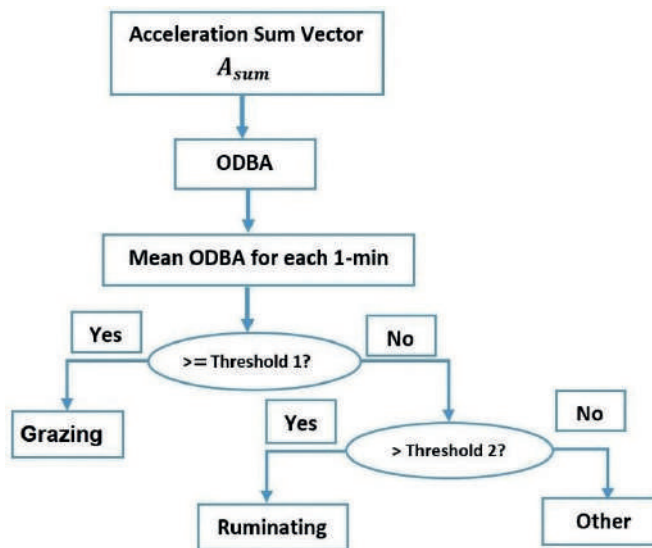 Acceleration Sum Vector
A_sum
ODBA
Mean ODBA for each 1-min
Yes
No
>= Threshold 1?
Grazing
Yes
No
> Threshold 2?
Ruminating
Other